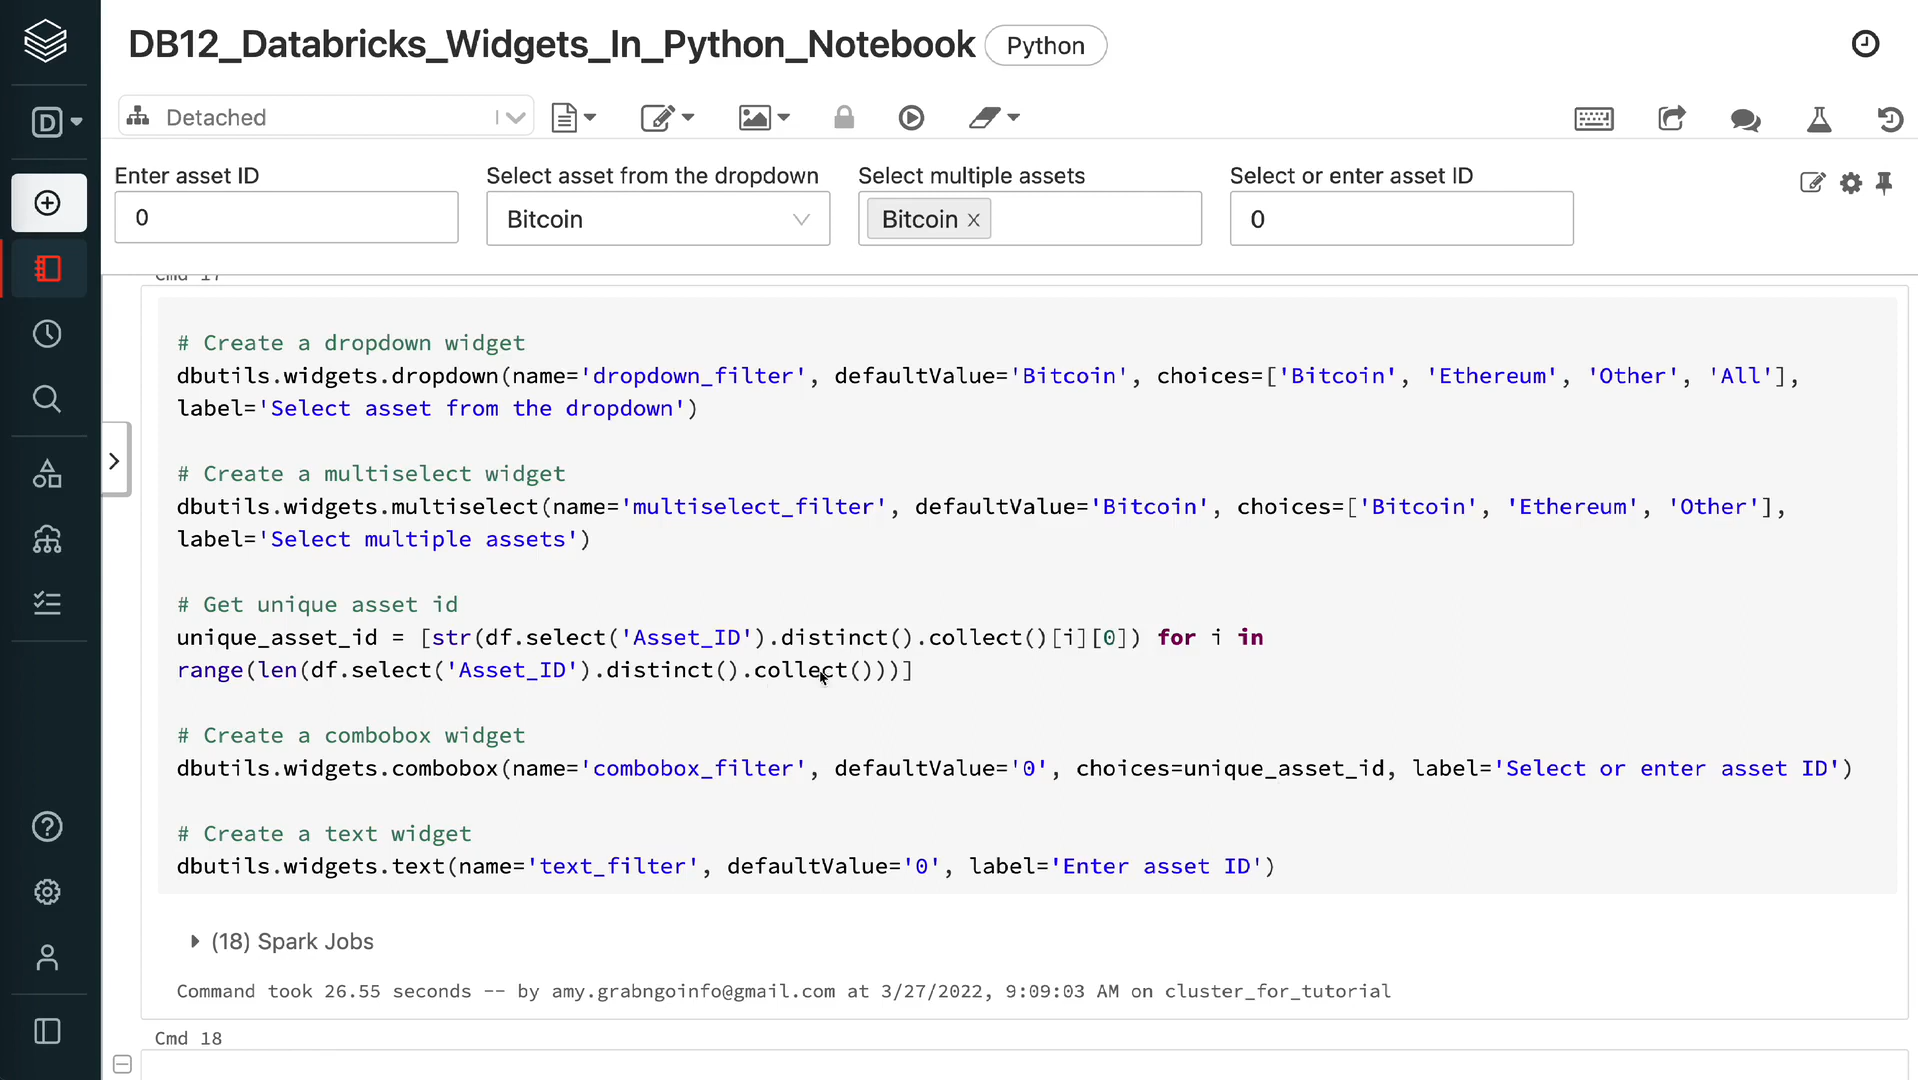 DB12_Databricks_Widgets_In_Python_Notebook Python
D
Detached
Enter asset ID
Select asset from the dropdown
Select multiple assets
Select or enter asset ID
0
Bitcoin
Bitcoin x
0
Cmd 17
# Create a dropdown widget
dbutils.widgets.dropdown(name='dropdown_filter', defaultValue='Bitcoin', choices=['Bitcoin', 'Ethereum', 'Other', 'All'],
label='Select asset from the dropdown')
# Create a multiselect widget
dbutils.widgets.multiselect(name='multiselect_filter', defaultValue='Bitcoin', choices=['Bitcoin', 'Ethereum', 'Other'],
label='Select multiple assets')
# Get unique asset id
unique_asset_id = [str(df.select('Asset_ID').distinct().collect()[i][0]) for i in
range(len(df.select('Asset_ID').distinct().collect()))]
# Create a combobox widget
dbutils.widgets.combobox(name='combobox_filter', defaultValue='0', choices=unique_asset_id, label='Select or enter asset ID')
# Create a text widget
dbutils.widgets.text(name='text_filter', defaultValue='0', label='Enter asset ID')
(18) Spark Jobs
Command took 26.55 seconds -- by amy.grabngoinfo@gmail.com at 3/27/2022, 9:09:03 AM on cluster_for_tutorial
Cmd 18